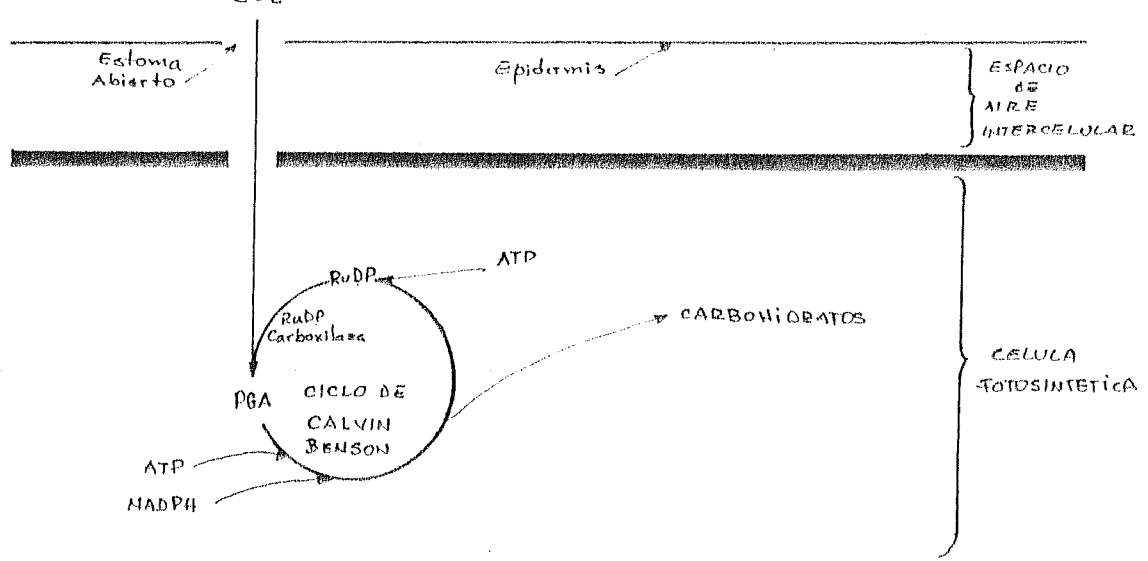 Estoma
Abierto
Epidermis
ESPACIO
de
AIRE
INTERCELULAR
RuDP
ATP
RuDP
Carboxilasa
CARBOHIDRATOS
PGA
CICLO DE
CALVIN
BENSON
CELULA
FOTOSINTETICA
ATP
NADPH